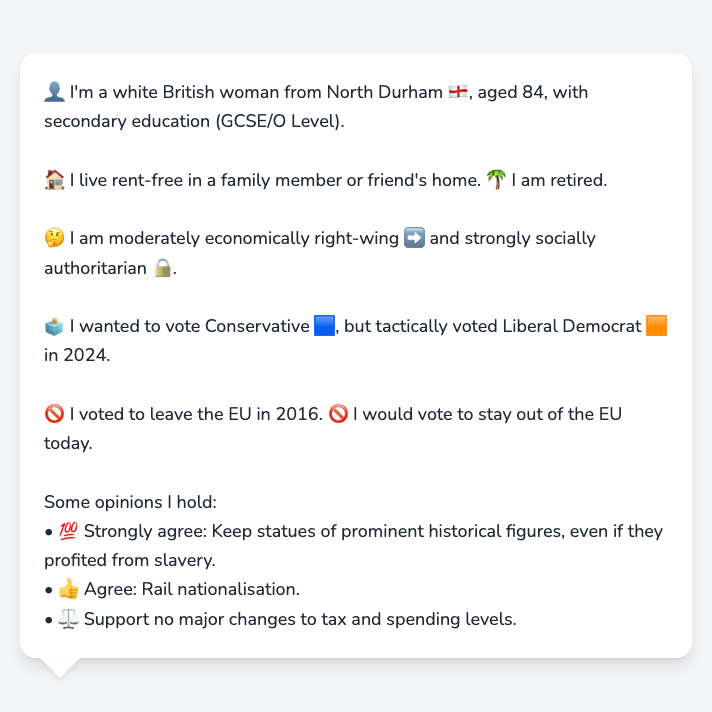 👤 I'm a white British woman from North Durham 🏴󠁧󠁢󠁥󠁮󠁧󠁿, aged 84, with
secondary education (GCSE/O Level).
🏠 I live rent-free in a family member or friend's home. 🌴 I am retired.
🤔 I am moderately economically right-wing ➡️ and strongly socially
authoritarian 🔒.
🗳️ I wanted to vote Conservative 🟦, but tactically voted Liberal Democrat 🟧
in 2024.
🚫 I voted to leave the EU in 2016. 🚫 I would vote to stay out of the EU
today.
Some opinions I hold:
• 💯 Strongly agree: Keep statues of prominent historical figures, even if they
profited from slavery.
• 👍 Agree: Rail nationalisation.
• ⚖️ Support no major changes to tax and spending levels.